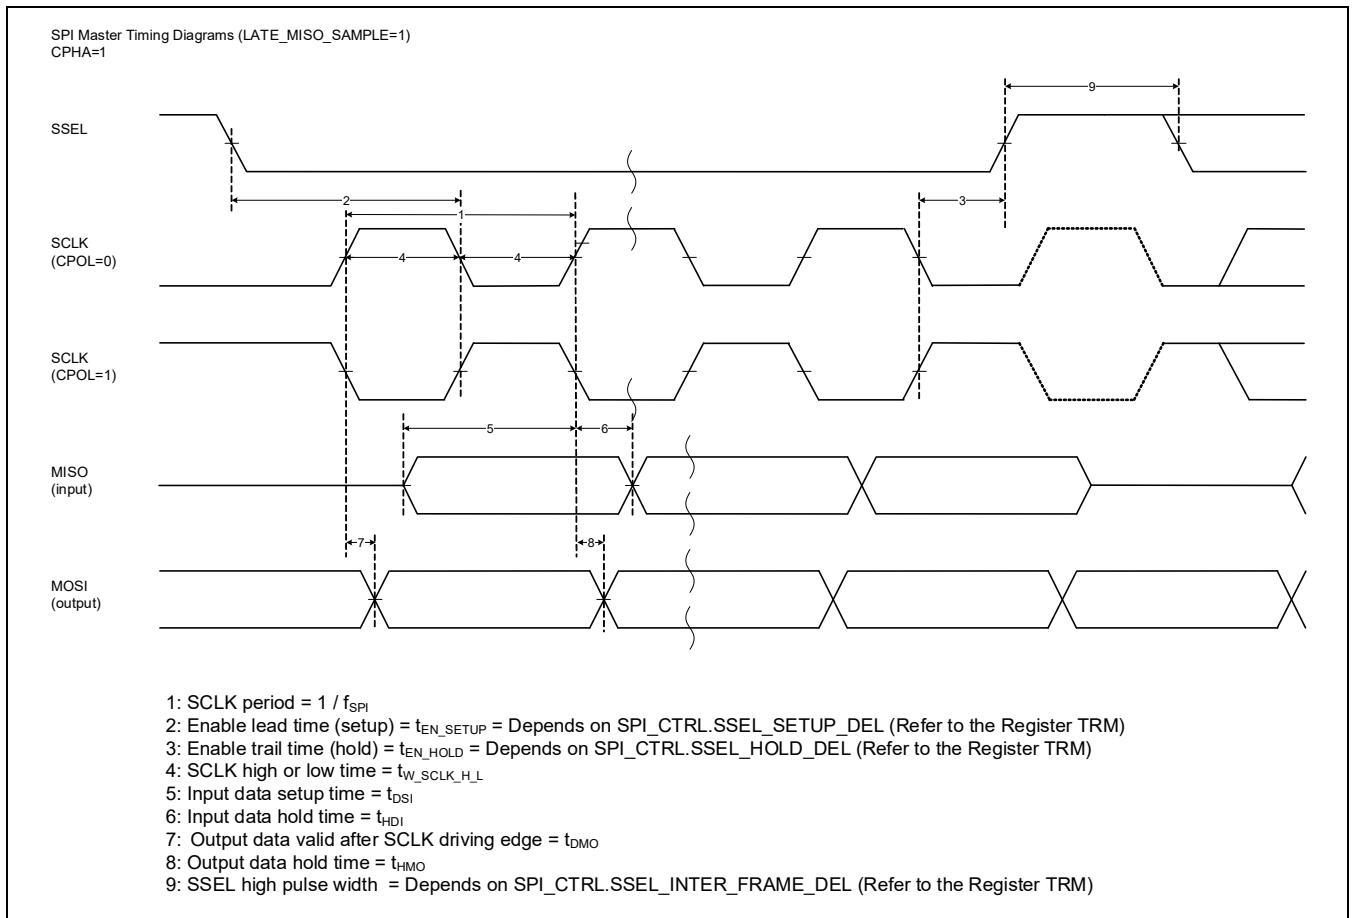 SPI Master Timing Diagrams (LATE_MISO_SAMPLE=1)
CPHA=1
9
SSEL
2
3
1
SCLK
(CPOL=0)
4
4
SCLK
(CPOL=1)
5
6
MISO
(input)
7
8
MOSI
(output)
1: SCLK period = 1 / fSPI
2: Enable lead time (setup) = tEN_SETUP = Depends on SPI_CTRL.SSEL_SETUP_DEL (Refer to the Register TRM)
3: Enable trail time (hold) = tEN_HOLD = Depends on SPI_CTRL.SSEL_HOLD_DEL (Refer to the Register TRM)
4: SCLK high or low time = tW_SCLK_H_L
5: Input data setup time = tDSI
6: Input data hold time = tHDI
7: Output data valid after SCLK driving edge = tDMO
8: Output data hold time = tHMO
9: SSEL high pulse width = Depends on SPI_CTRL.SSEL_INTER_FRAME_DEL (Refer to the Register TRM)